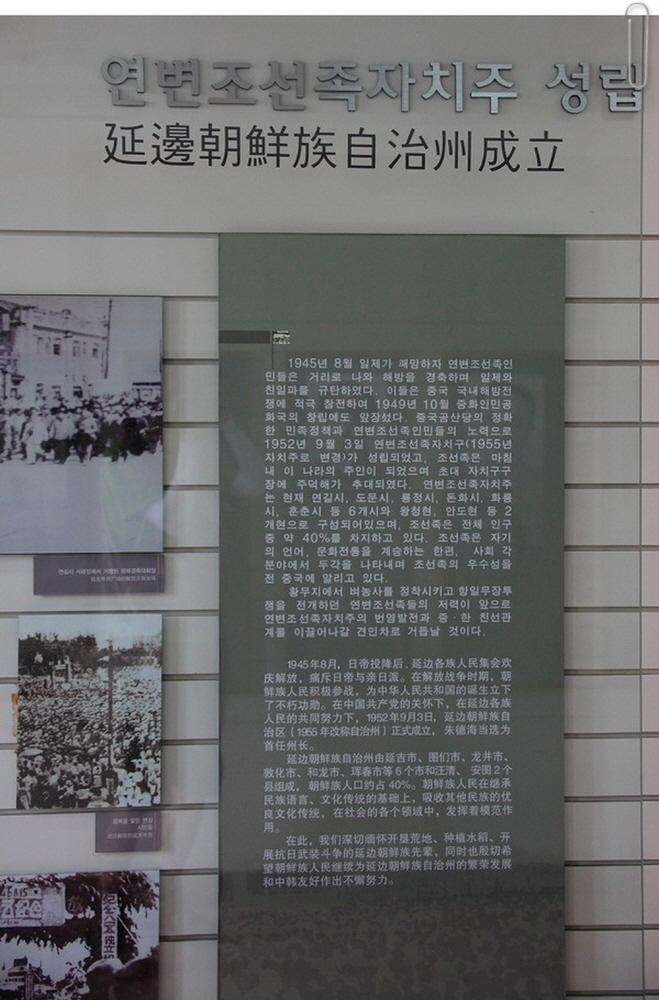 연변조선족자치주 성립
延邊朝鮮族自治州成立
1945년 8월 일제가 패망하자 연변조선족인
민들은 거리로 나와 해방을 경축하며 일제와
친일파를 규탄하였다. 이들은 중국 국내해방전
쟁에 적극 참전하여 1949년 10월 중화인민공
화국의 창립에도 앞장섰다. 중국공산당의 정확
한 민족정책과 연변조선족인민들의 노력으로
1952년 9월 3일 연변조선족자치구(1955년
자치주로 변경)가 성립되었고, 조선족은 마침
내 이 나라의 주인이 되었으며 초대 자치구구
장에 주덕해가 추대되였다. 연변조선족자치주
는 현재 연길시, 도문시, 룡정시, 돈화시, 화룡
시, 훈춘시 등 6개시와 왕청현, 안도현 등 2
개현으로 구성되어있으며, 조선족은 전체 인구
중 약 40%를 차지하고 있다. 조선족은 자기
의 언어, 문화전통을 계승하는 한편, 사회 각
분야에서 두각을 나타내며 조선족의 우수성을
전 중국에 알리고 있다.
황무지에서 벼농사를 정착시키고 항일무장투
쟁을 전개하던 연변조선족들의 저력이 앞으로
연변조선족자치주의 번영발전과 중·한 친선관
계를 이끌어나갈 견인차로 거듭날 것이다.
1945年8月，日帝投降后，延边各族人民集会欢
庆解放，痛斥日帝与亲日派。在解放战争时期，朝
鲜族人民积极参战，为中华人民共和国的诞生立下
了不朽功勋。在中国共产党的关怀下，在延边各族
人民的共同努力下，1952年9月3日，延边朝鲜族自
治区（1955年改称自治州）正式成立，朱德海当选为
首任州长。
延边朝鲜族自治州由延吉市、图们市、龙井市、
敦化市、和龙市、珲春市等6个市和汪清、安图2个
县组成，朝鲜族人口约占40%。朝鲜族人民在继承
民族语言、文化传统的基础上，吸收其他民族的优
良文化传统，在社会的各个领域中，发挥着模范作
用。
在此，我们深切缅怀开垦荒地、种植水稻、开
展抗日武装斗争的延边朝鲜族先辈，同时也殷切希
望朝鲜族人民继续为延边朝鲜族自治州的繁荣发展
和中韩友好作出不懈努力。